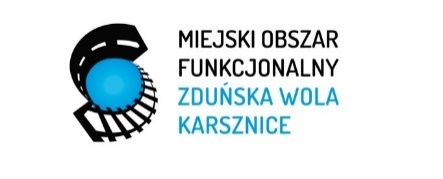 MIEJSKI OBSZAR
FUNKCJONALNY
ZDUŃSKA WOLA
KARSZNICE